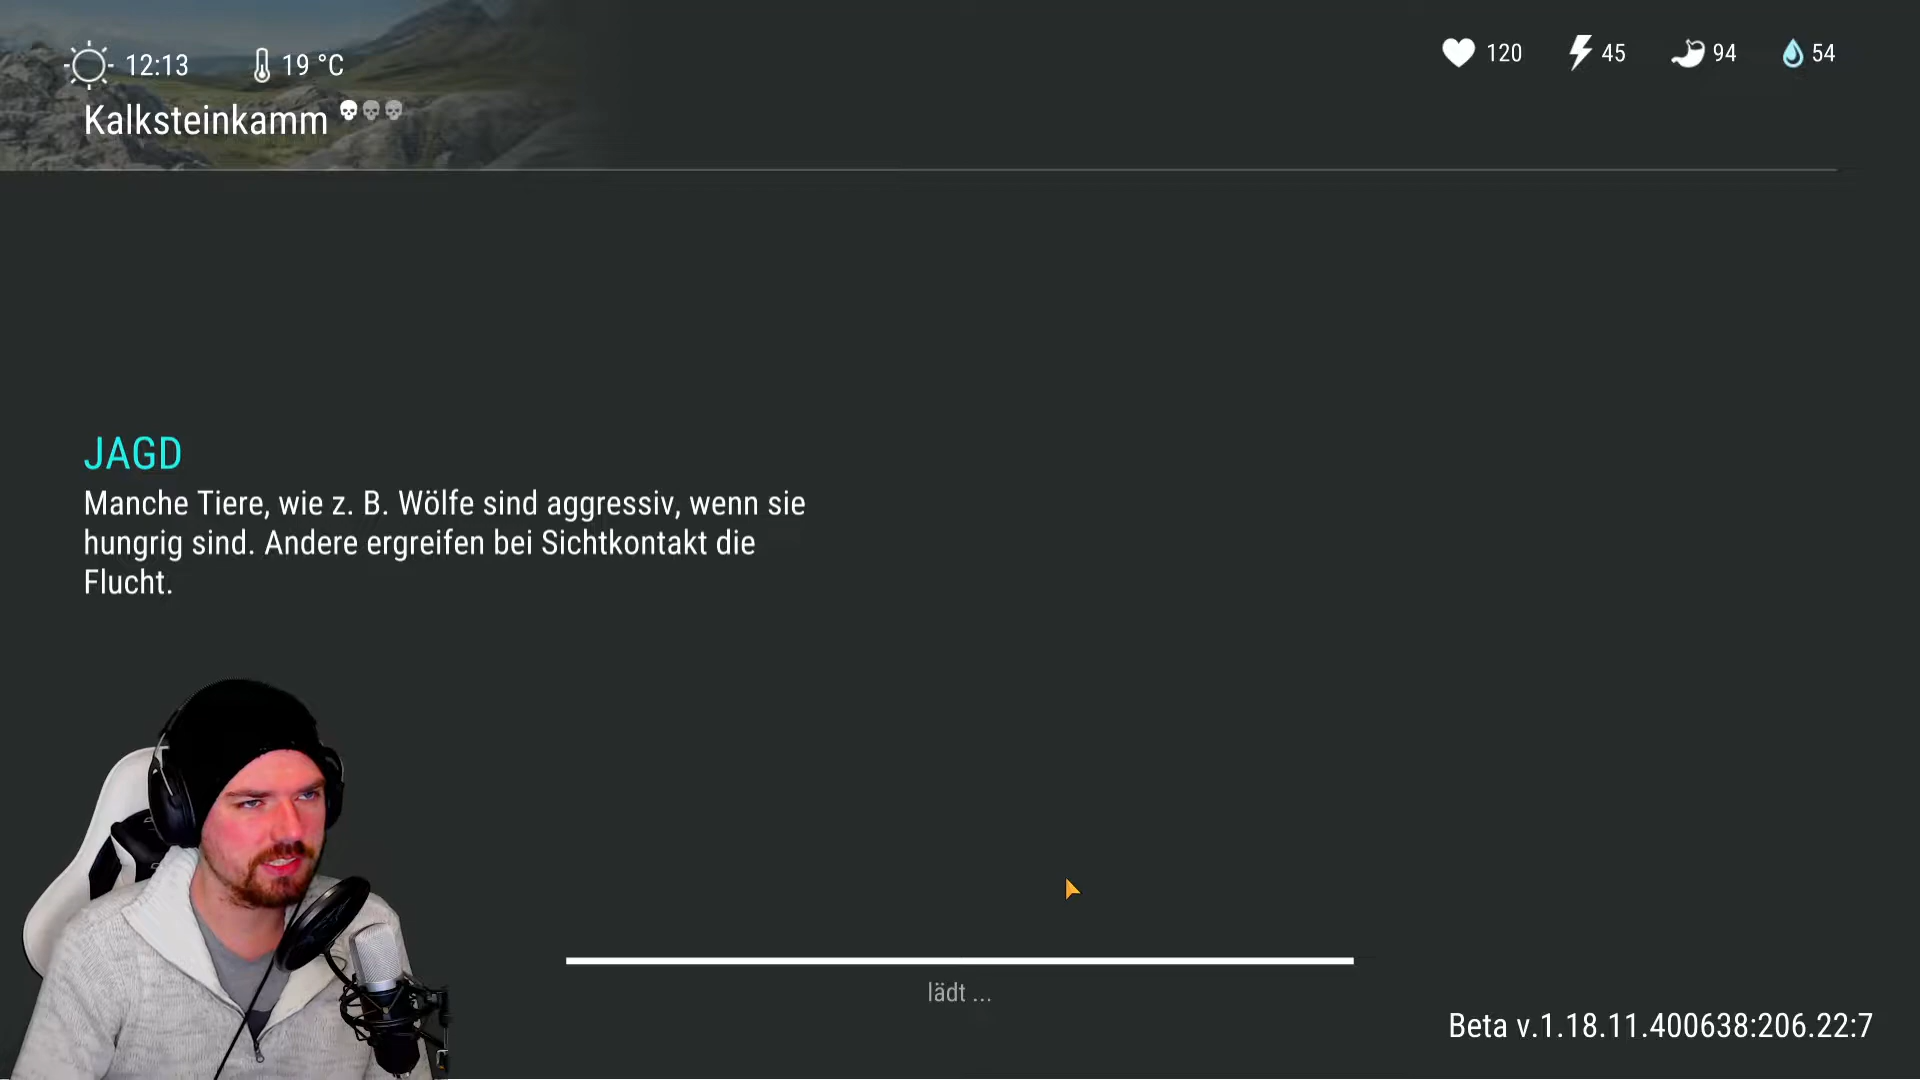 12:13
19 °C
120
45
94
54
Kalksteinkamm
JAGD
Manche Tiere, wie z. B. Wölfe sind aggressiv, wenn sie
hungrig sind. Andere ergreifen bei Sichtkontakt die
Flucht.
lädt ...
Beta v.1.18.11.400638:206.22:7